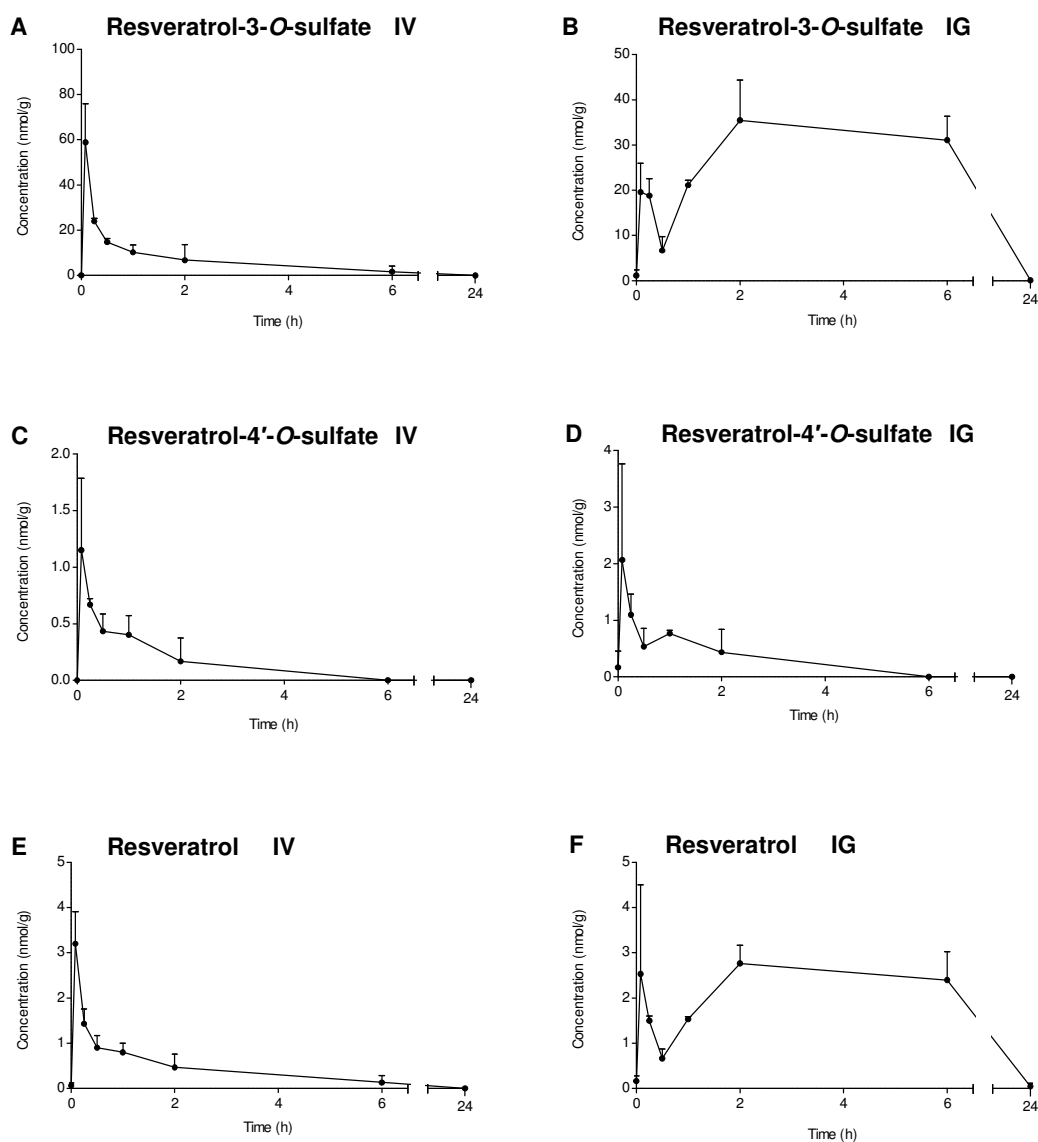 A Resveratrol-3-O-sulfate IV
100
80
60
40
20
0
Concentration (nmol/g)
0 2 4 6 24
Time (h)
B Resveratrol-3-O-sulfate IG
50
40
30
20
10
0
Concentration (nmol/g)
0 2 4 6 24
Time (h)
C Resveratrol-4′-O-sulfate IV
2.0
1.5
1.0
0.5
0.0
Concentration (nmol/g)
0 2 4 6 24
Time (h)
D Resveratrol-4′-O-sulfate IG
4
3
2
1
0
Concentration (nmol/g)
0 2 4 6 24
Time (h)
E Resveratrol IV
5
4
3
2
1
0
Concentration (nmol/g)
0 2 4 6 24
Time (h)
F Resveratrol IG
5
4
3
2
1
0
Concentration (nmol/g)
0 2 4 6 24
Time (h)